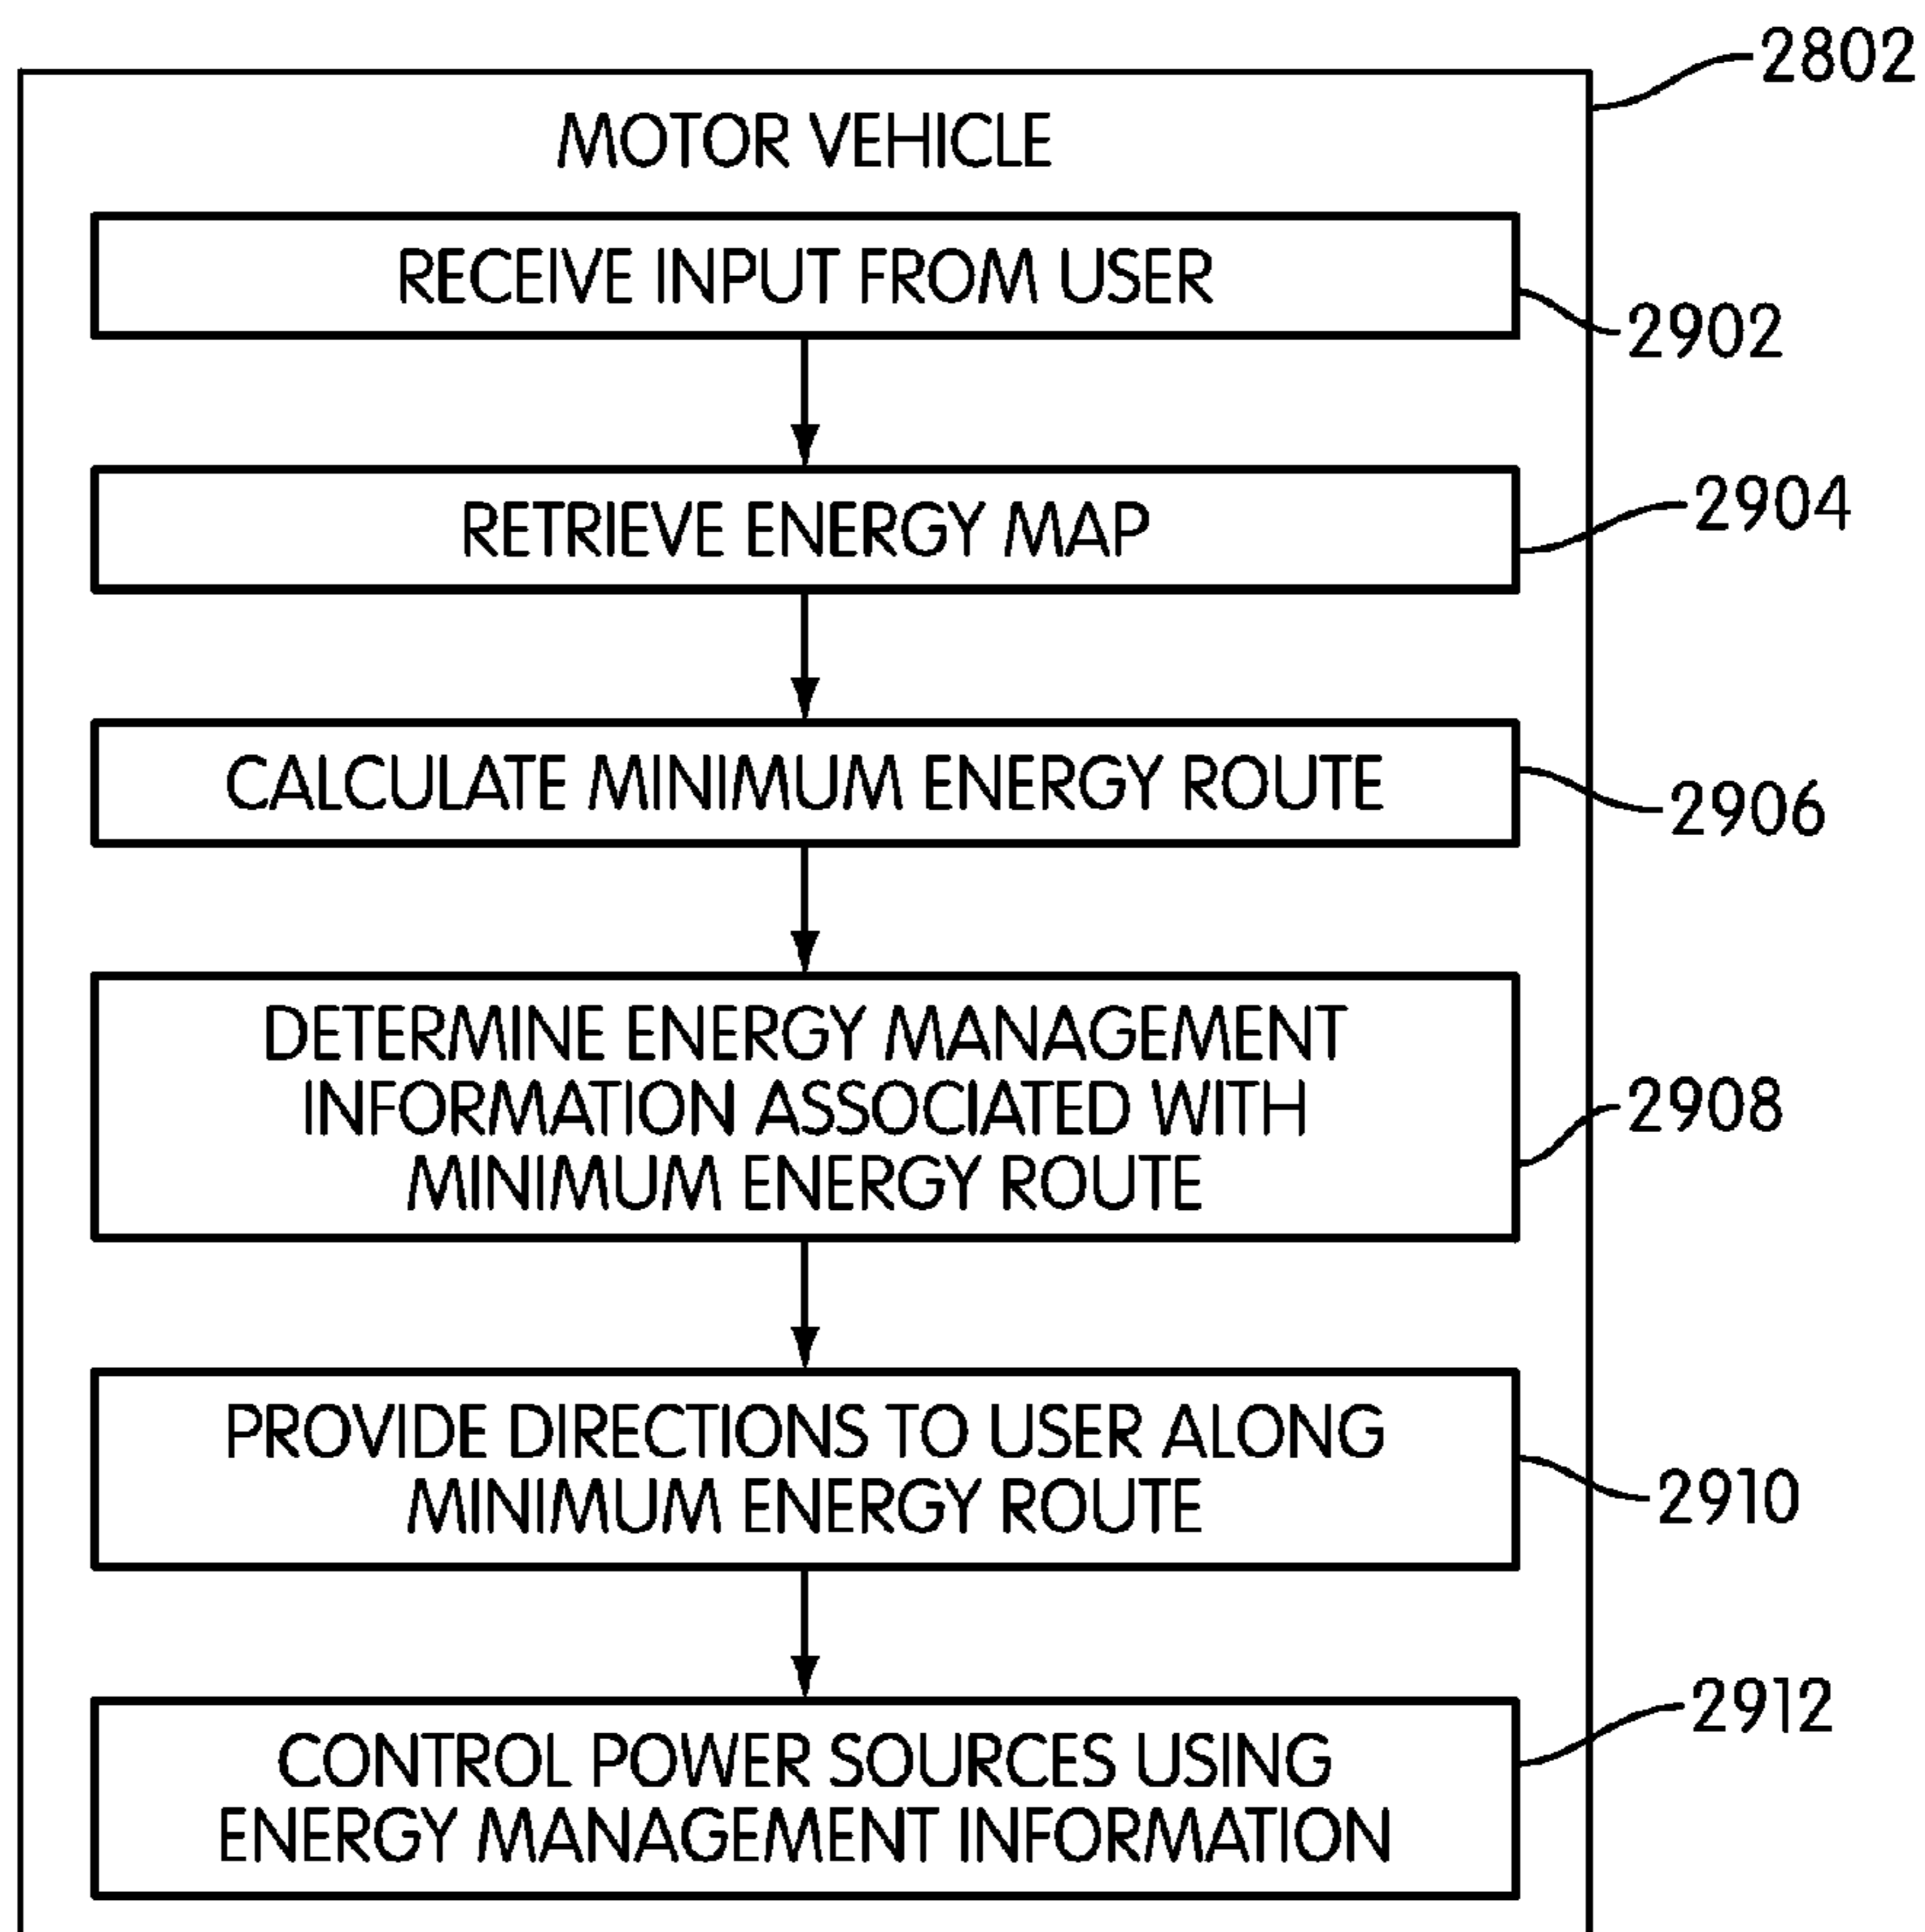 2802
MOTOR VEHICLE
RECEIVE INPUT FROM USER
2902
RETRIEVE ENERGY MAP
2904
CALCULATE MINIMUM ENERGY ROUTE
2906
DETERMINE ENERGY MANAGEMENT
INFORMATION ASSOCIATED WITH
MINIMUM ENERGY ROUTE
2908
PROVIDE DIRECTIONS TO USER ALONG
MINIMUM ENERGY ROUTE
2910
CONTROL POWER SOURCES USING
ENERGY MANAGEMENT INFORMATION
2912